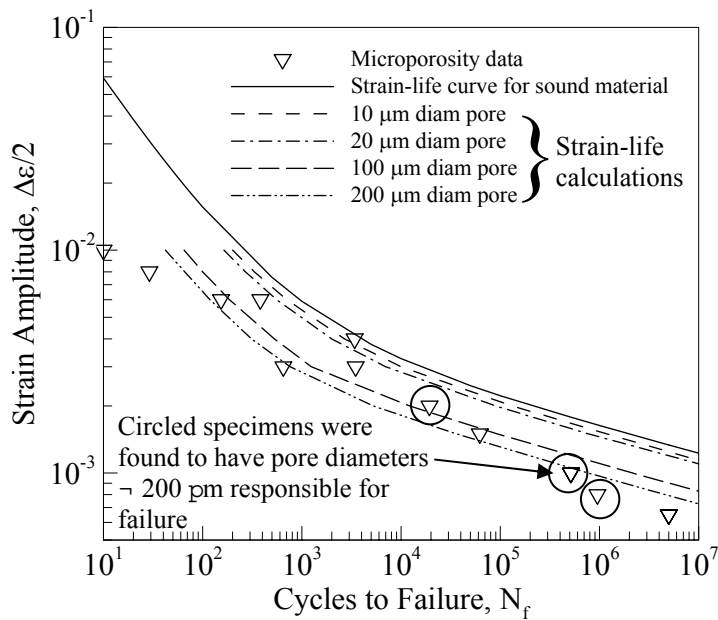 10⁻¹
Microporosity data
Strain-life curve for sound material
10 µm diam pore
20 µm diam pore
100 µm diam pore
200 µm diam pore
Strain-life
calculations
Strain Amplitude, Δε/2
10⁻²
Circled specimens were
found to have pore diameters
¬ 200 pm responsible for
failure
10⁻³
10¹ 10² 10³ 10⁴ 10⁵ 10⁶ 10⁷
Cycles to Failure, N_f